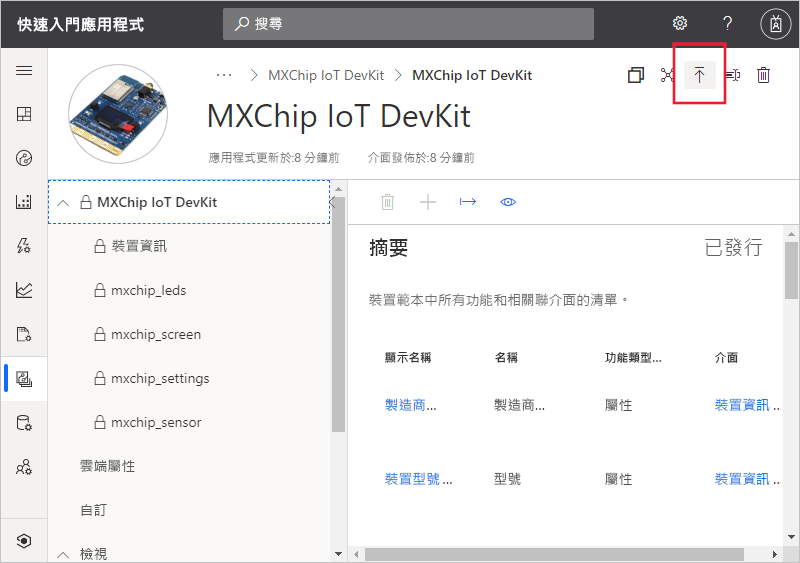 快速入門應用程式
搜尋
··· > MXChip IoT DevKit > MXChip IoT DevKit
MXChip IoT DevKit
應用程式更新於:8 分鐘前 介面發佈於:8 分鐘前
MXChip IoT DevKit
裝置資訊
mxchip_leds
mxchip_screen
mxchip_settings
mxchip_sensor
雲端屬性
自訂
檢視
摘要 已發行
裝置範本中所有功能和相關聯介面的清單。
顯示名稱 名稱 功能類型... 介面
製造商... 製造商... 屬性 裝置資訊 ...
裝置型號 ... 型號 屬性 裝置資訊 ...